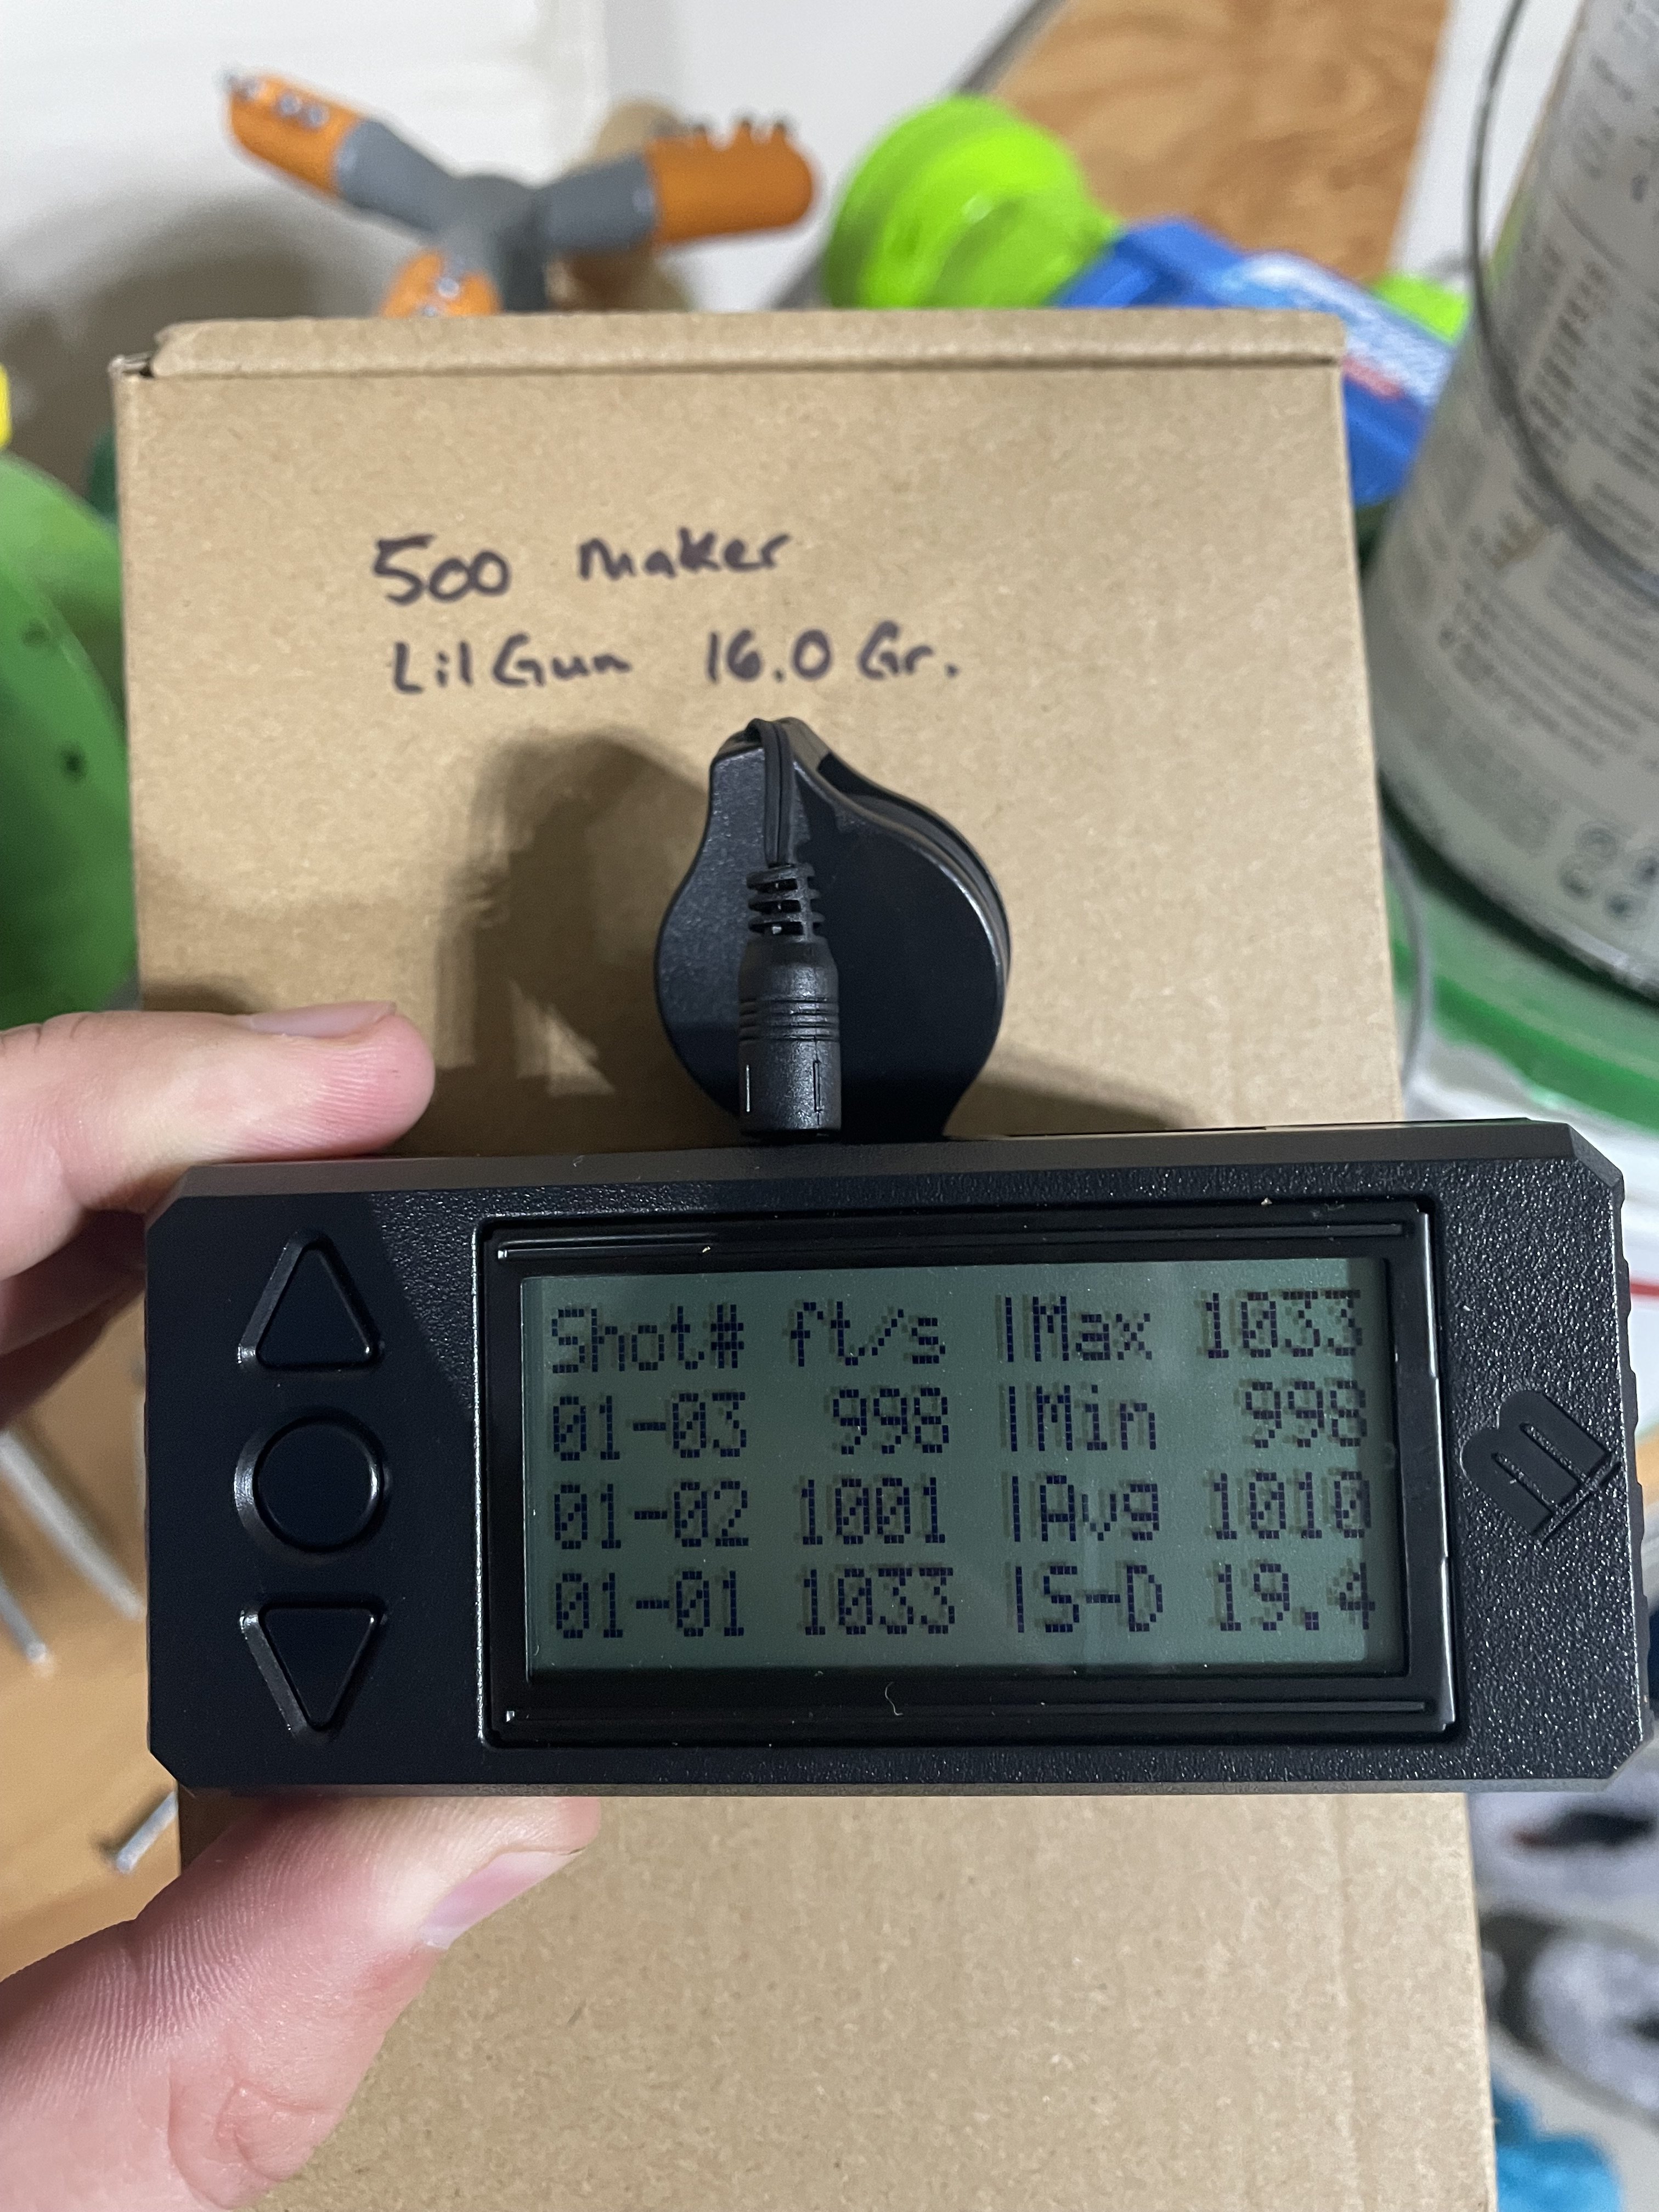 500 maker
Lil Gun 16.0 Gr.
Shot# ft/s |Max 1033
01-03 998 |Min 998
01-02 1001 |Avg 1010
01-01 1033 |S-D 19.4